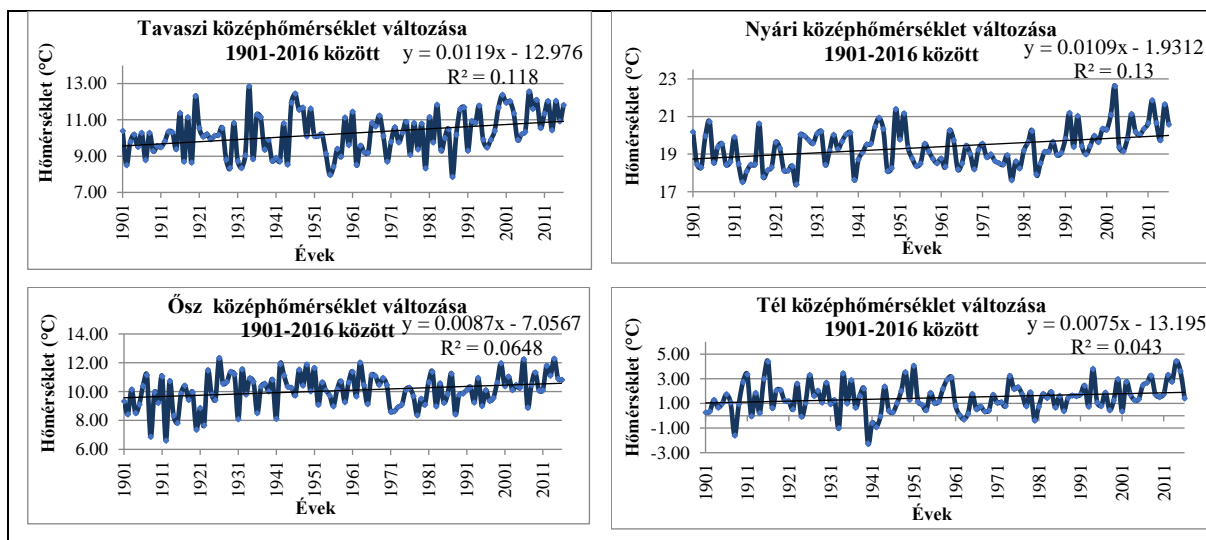 Tavaszi középhőmérséklet változása
1901-2016 között
y = 0.0119x - 12.976
R² = 0.118
Hőmérséklet (°C)
13.00
11.00
9.00
7.00
1901
1911
1921
1931
1941
1951
1961
1971
1981
1991
2001
2011
Évek
Nyári középhőmérséklet változása
1901-2016 között
y = 0.0109x - 1.9312
R² = 0.13
Hőmérséklet (°C)
23
21
19
17
1901
1911
1921
1931
1941
1951
1961
1971
1981
1991
2001
2011
Évek
Ősz középhőmérséklet változása
1901-2016 között
y = 0.0087x - 7.0567
R² = 0.0648
Hőmérséklet (°C)
14.00
12.00
10.00
8.00
6.00
1901
1911
1921
1931
1941
1951
1961
1971
1981
1991
2001
2011
Évek
Tél középhőmérséklet változása
1901-2016 között
y = 0.0075x - 13.195
R² = 0.043
Hőmérséklet (°C)
5.00
3.00
1.00
-1.00
-3.00
1901
1911
1921
1931
1941
1951
1961
1971
1981
1991
2001
2011
Évek